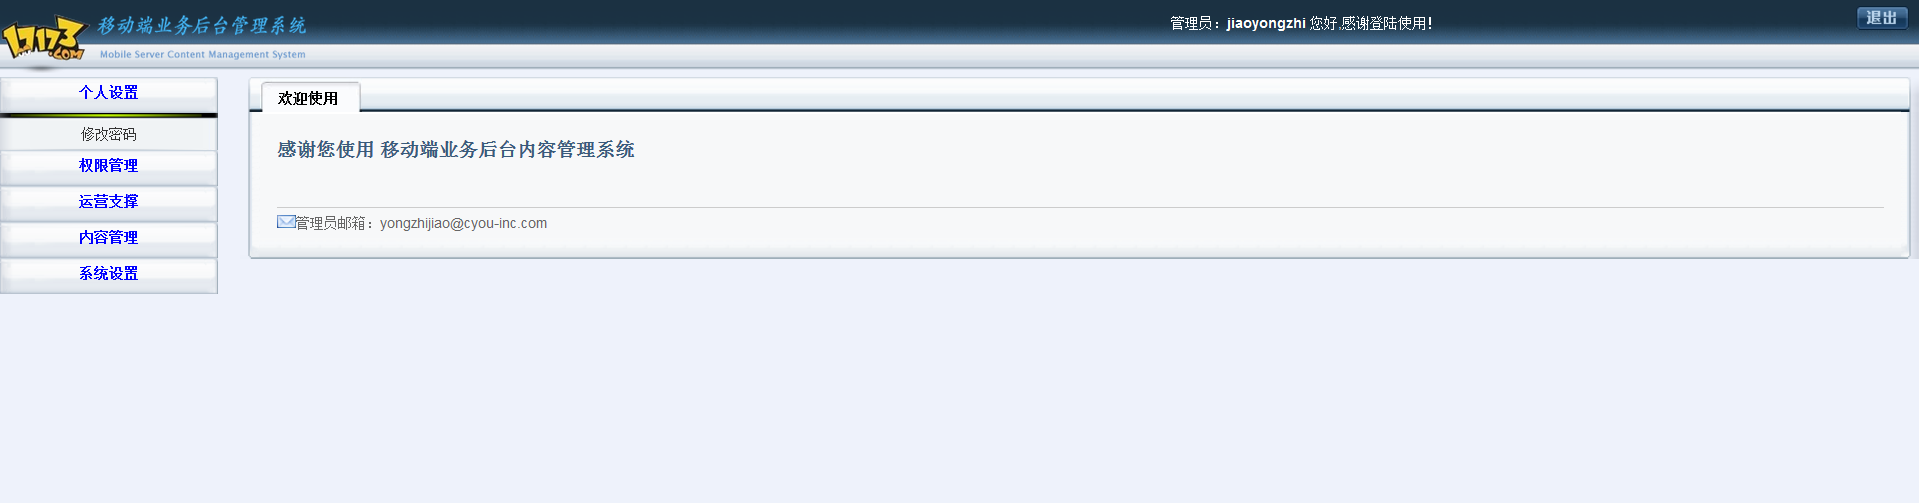 17173.COM
移动端业务后台管理系统
Mobile Server Content Management System
管理员：jiaoyongzhi 您好,感谢登陆使用!
退出
个人设置
修改密码
权限管理
运营支撑
内容管理
系统设置
欢迎使用
感谢您使用 移动端业务后台内容管理系统
管理员邮箱：yongzhijiao@cyou-inc.com